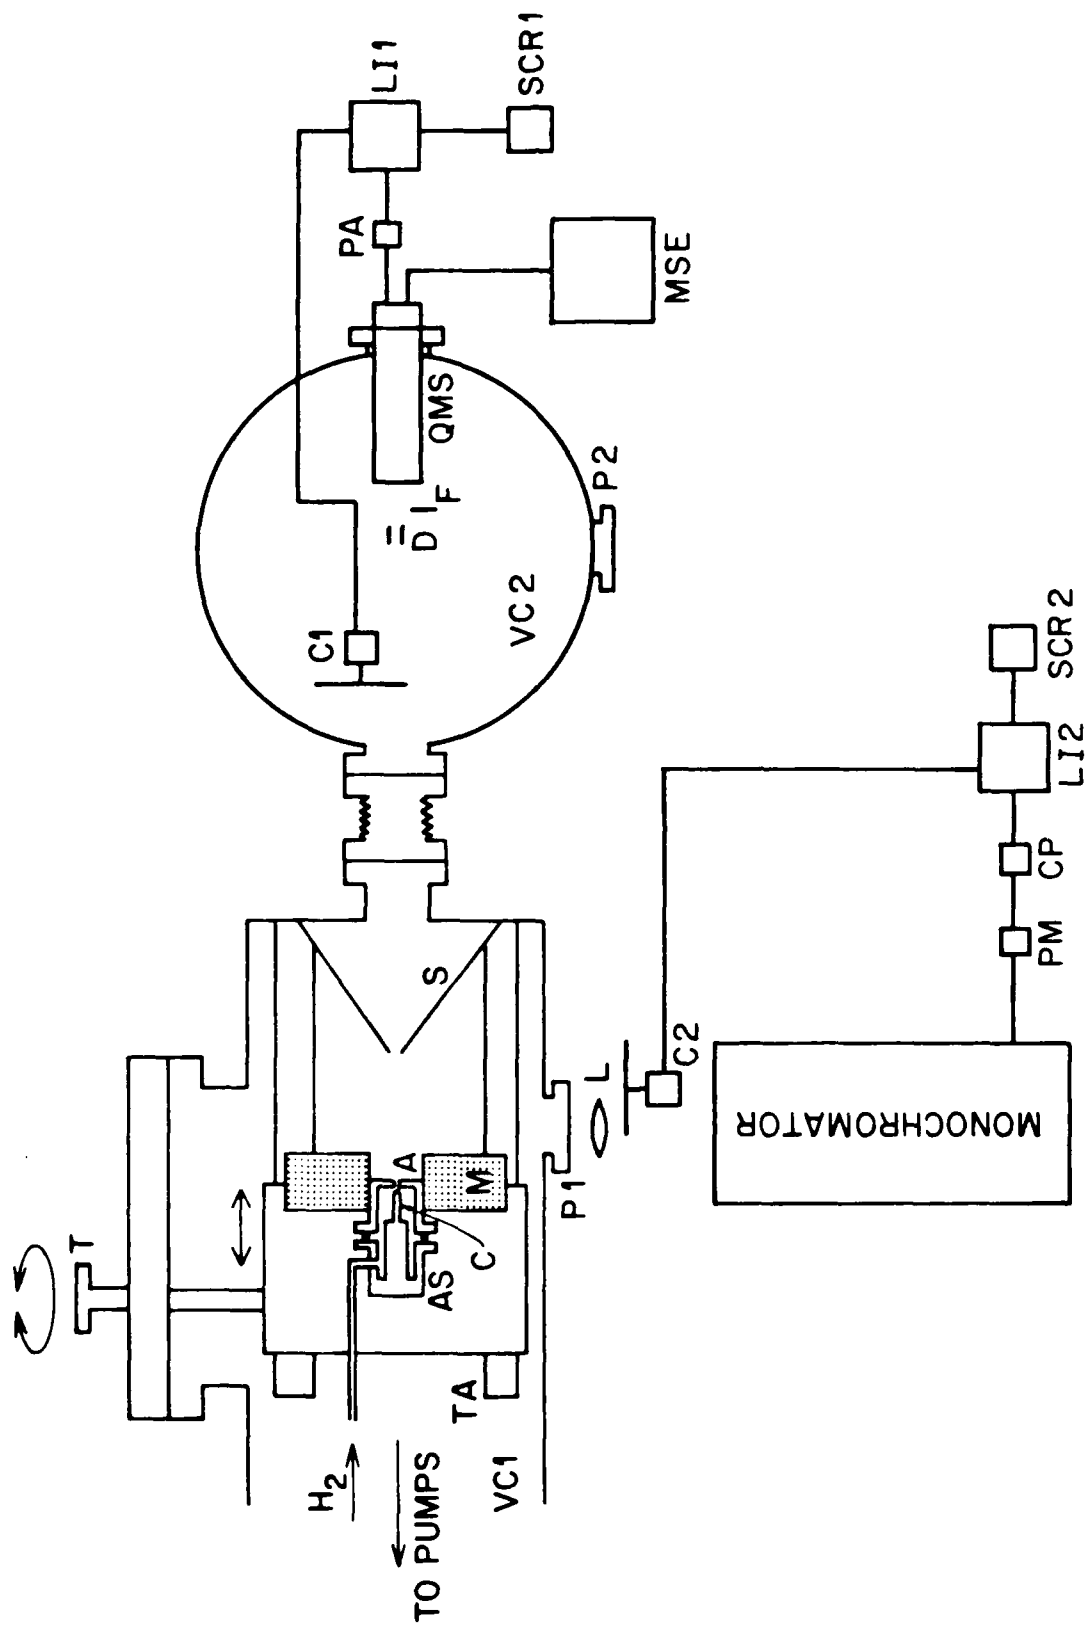 T
H2
TO PUMPS
VC1
TA
AS
C
A
M
P1
L
C2
S
C1
VC2
D
F
QMS
P2
PA
LI1
SCR1
MSE
MONOCHROMATOR
PM
CP
LI2
SCR2